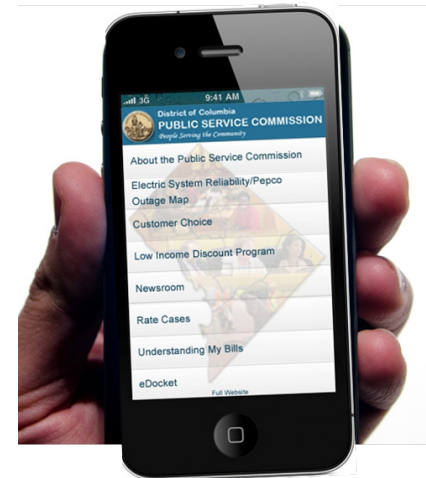 3G 9:41 AM
District of Columbia
PUBLIC SERVICE COMMISSION
People Serving the Community
About the Public Service Commission
Electric System Reliability/Pepco
Outage Map
Customer Choice
Low Income Discount Program
Newsroom
Rate Cases
Understanding My Bills
eDocket
Full Website